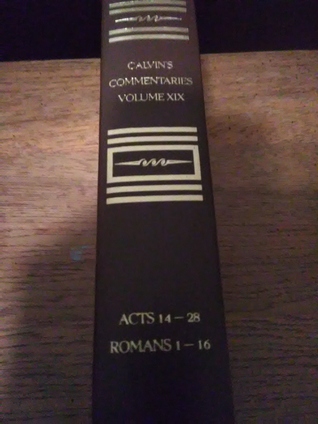 CALVIN'S
COMMENTARIES
VOLUME XIX
ACTS 14 – 28
ROMANS 1 – 16